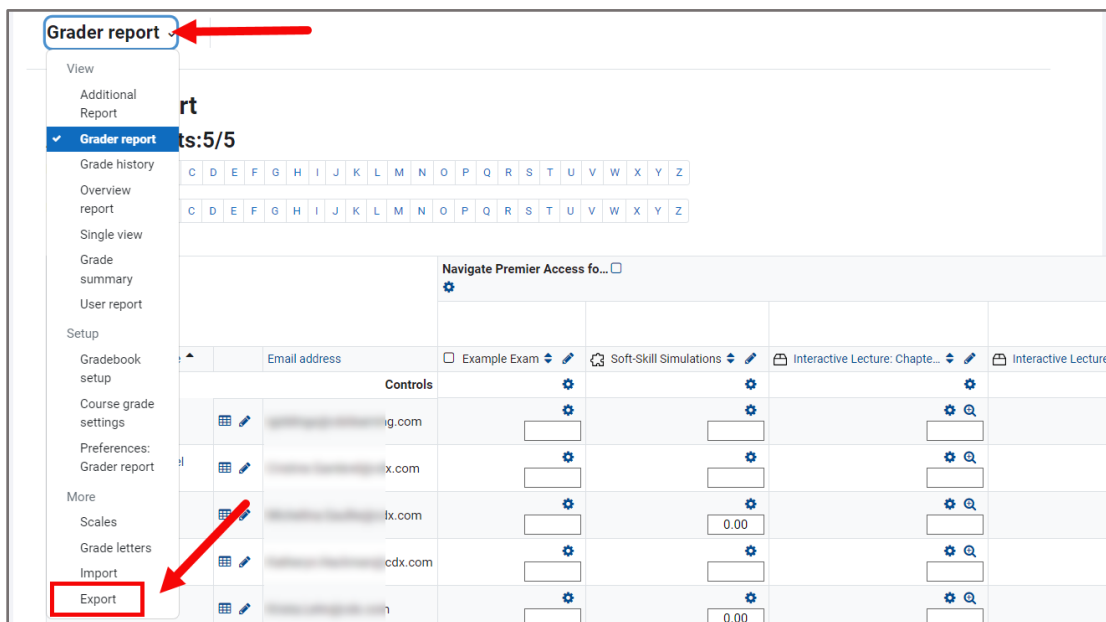 Grader report
View
Additional
Report
rt
Grader report
ts:5/5
Grade history
C D E F G H I J K L M N O P Q R S T U V W X Y Z
Overview
report
C D E F G H I J K L M N O P Q R S T U V W X Y Z
Single view
Grade
summary
User report
Navigate Premier Access fo...
Setup
Gradebook
setup
Email address
Example Exam
Soft-Skill Simulations
Interactive Lecture: Chapte...
Interactive Lecture
Controls
Course grade
settings
g.com
Preferences:
Grader report
el
x.com
More
Scales
dx.com
0.00
Grade letters
Import
cdx.com
Export
0.00